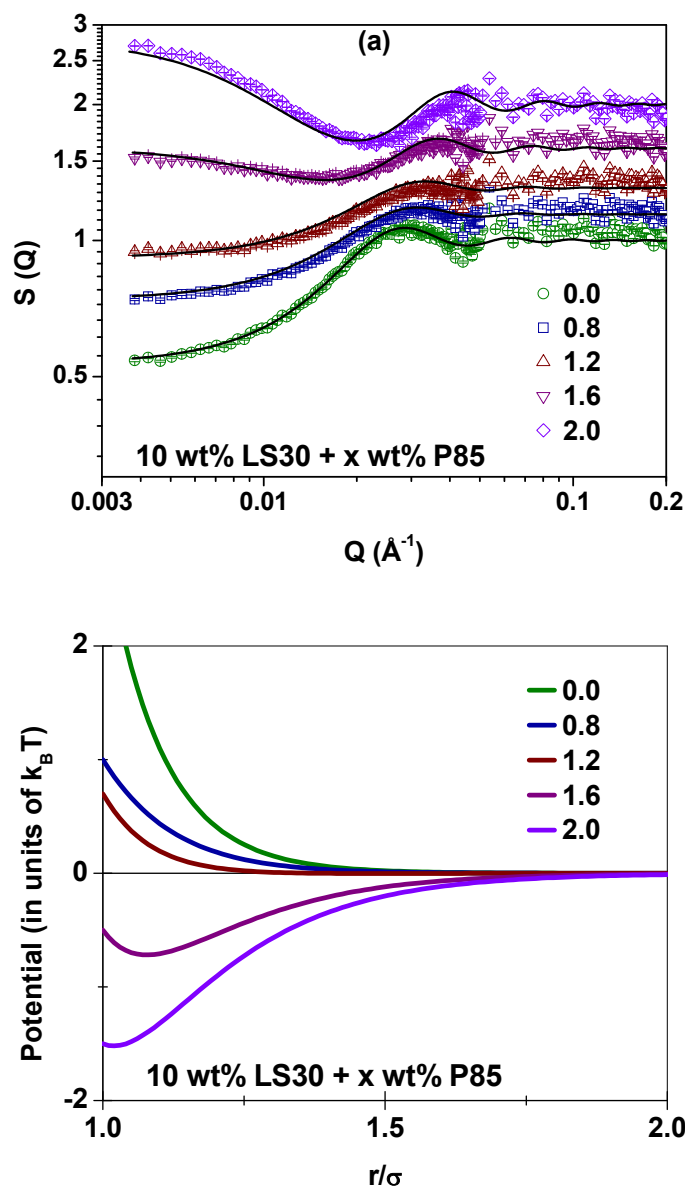 (a)
3
2.5
2
1.5
1
0.5
S (Q)
0.0
0.8
1.2
1.6
2.0
10 wt% LS30 + x wt% P85
0.003 0.01 0.1 0.2
Q (Å⁻¹)
2
0
-2
Potential (in units of k_BT)
0.0
0.8
1.2
1.6
2.0
10 wt% LS30 + x wt% P85
1.0 1.5 2.0
r/σ